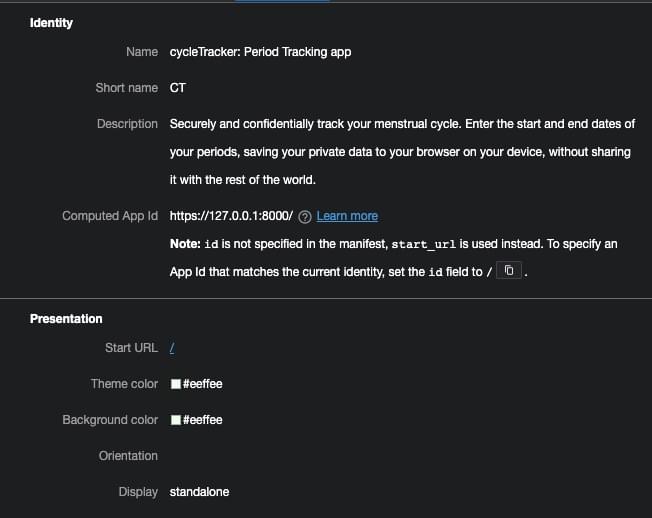 Identity
Name cycleTracker: Period Tracking app
Short name CT
Description Securely and confidentially track your menstrual cycle. Enter the start and end dates of
your periods, saving your private data to your browser on your device, without sharing
it with the rest of the world.
Computed App Id https://127.0.0.1:8000/ ? Learn more
Note: id is not specified in the manifest, start_url is used instead. To specify an
App Id that matches the current identity, set the id field to / .
Presentation
Start URL /
Theme color #eeffee
Background color #eeffee
Orientation
Display standalone